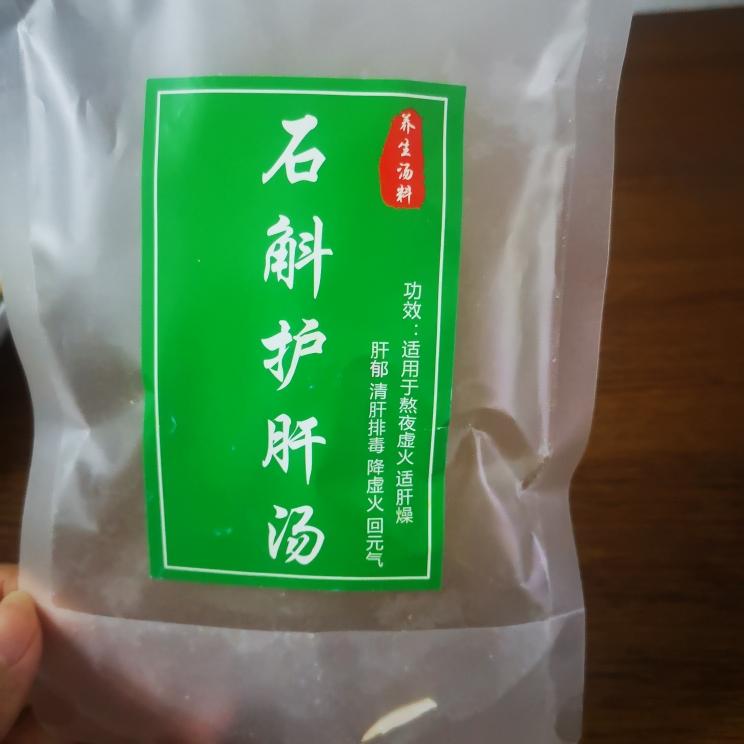 石斛护肝汤
养生汤料
功效：适用于熬夜虚火 适肝燥
肝郁 清肝排毒 降虚火 回元气